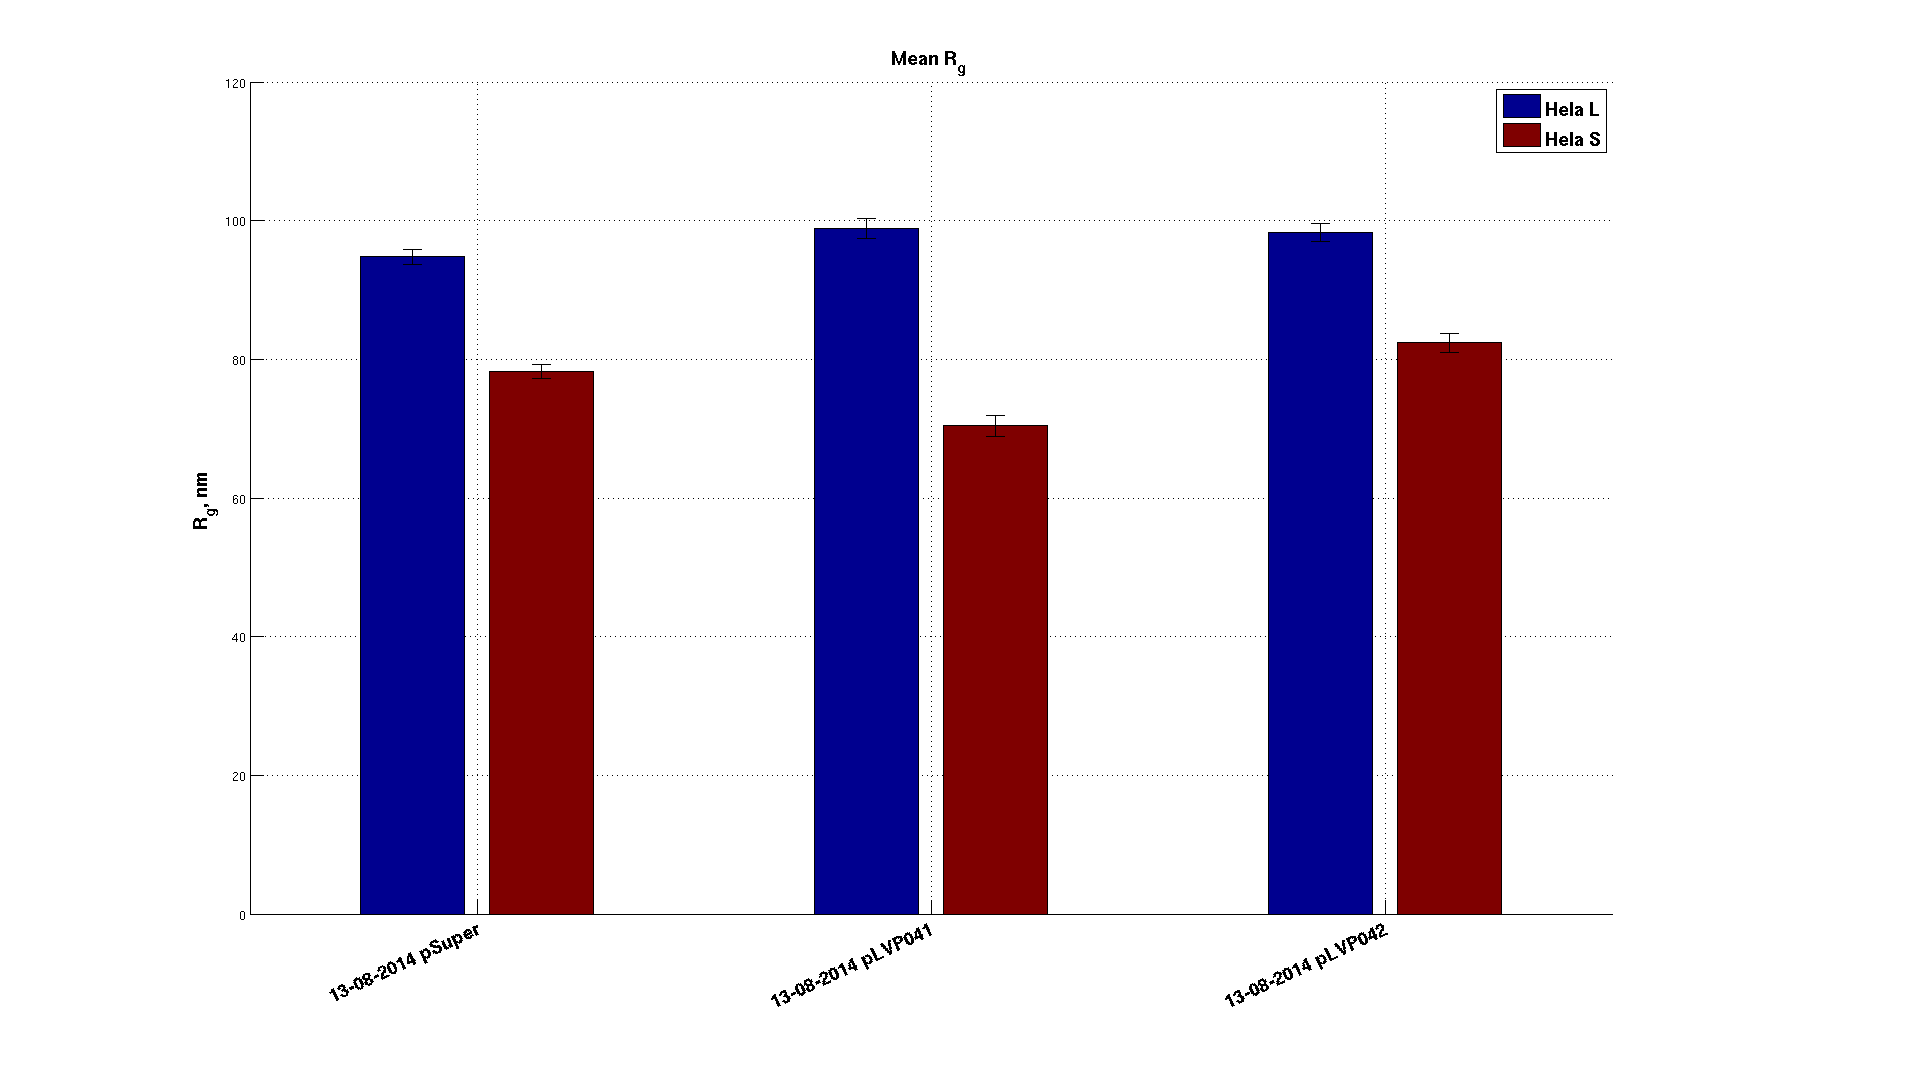 Mean Rg
Hela L
Hela S
120
100
80
60
40
20
0
Rg, nm
13-08-2014 pSuper
13-08-2014 pLVP041
13-08-2014 pLVP042